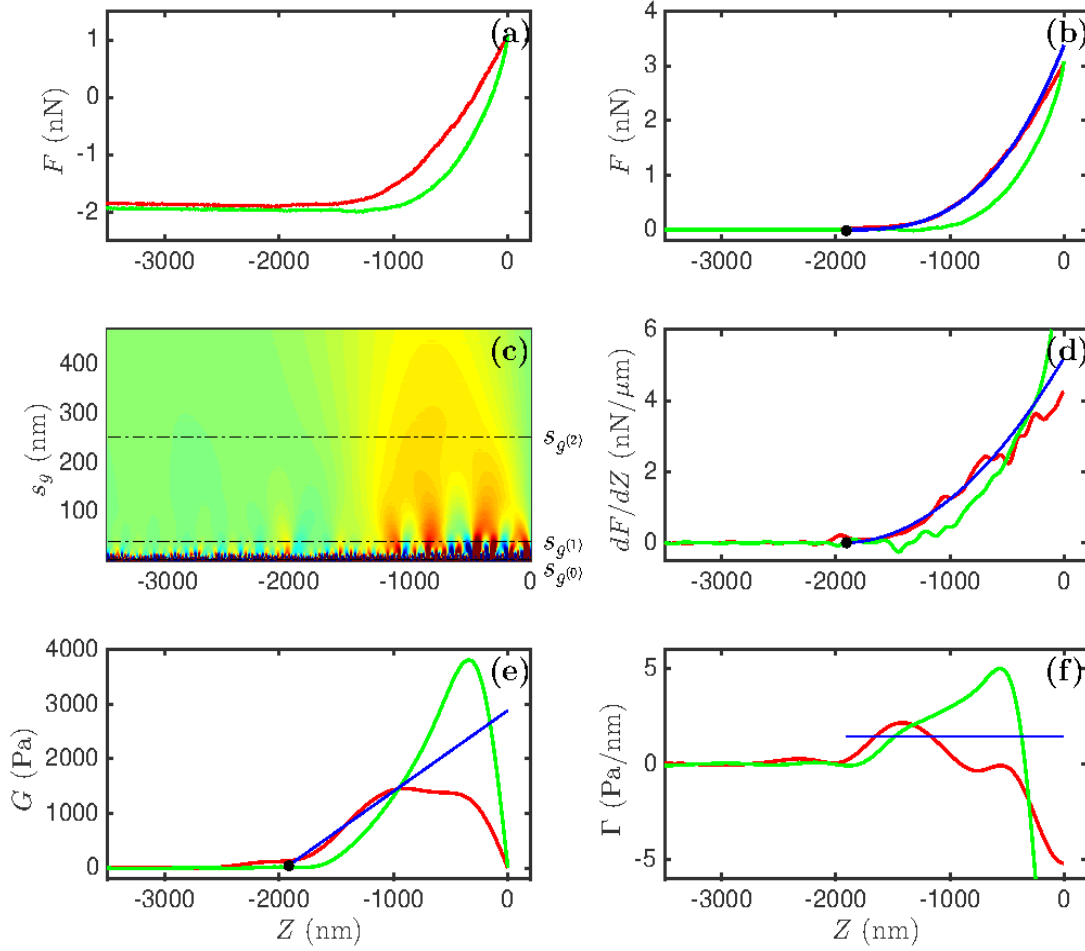 (a)
F (nN)
1
0
-1
-2
-3000 -2000 -1000 0
(b)
F (nN)
4
3
2
1
0
-3000 -2000 -1000 0
(c)
s_g (nm)
400
300
200
100
-3000 -2000 -1000 0
s_g(2)
s_g(1)
s_g(0)
(d)
dF/dZ (nN/μm)
6
4
2
0
-3000 -2000 -1000 0
(e)
G (Pa)
4000
3000
2000
1000
0
-3000 -2000 -1000 0
Z (nm)
(f)
Γ (Pa/nm)
5
0
-5
-3000 -2000 -1000 0
Z (nm)